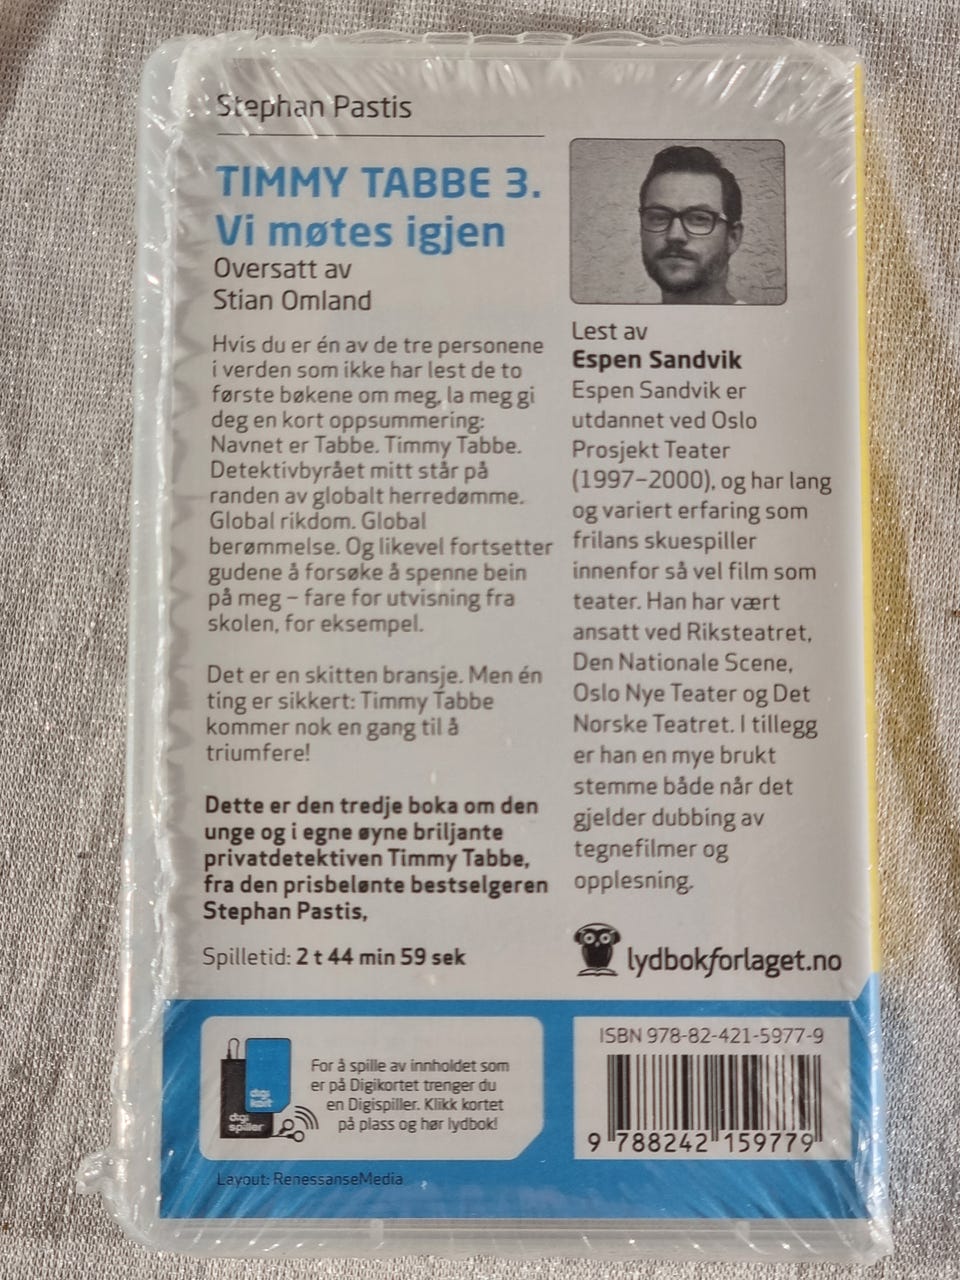 Stephan Pastis
TIMMY TABBE 3.
Vi møtes igjen
Oversatt av
Stian Omland
Hvis du er én av de tre personene
i verden som ikke har lest de to
første bøkene om meg, la meg gi
deg en kort oppsummering:
Navnet er Tabbe. Timmy Tabbe.
Detektivbyrået mitt står på
randen av globalt herredømme.
Global rikdom. Global
berømmelse. Og likevel fortsetter
gudene å forsøke å spenne bein
på meg – fare for utvisning fra
skolen, for eksempel.
Det er en skitten bransje. Men én
ting er sikkert: Timmy Tabbe
kommer nok en gang til å
triumfere!
Dette er den tredje boka om den
unge og i egne øyne briljante
privatdetektiven Timmy Tabbe,
fra den prisbelønte bestselgeren
Stephan Pastis,
Spilletid: 2 t 44 min 59 sek
Lest av
Espen Sandvik
Espen Sandvik er
utdannet ved Oslo
Prosjekt Teater
(1997–2000), og har lang
og variert erfaring som
frilans skuespiller
innenfor så vel film som
teater. Han har vært
ansatt ved Riksteatret,
Den Nationale Scene,
Oslo Nye Teater og Det
Norske Teatret. I tillegg
er han en mye brukt
stemme både når det
gjelder dubbing av
tegnefilmer og
opplesning.
lydbokforlaget.no
digi
kort
digi
spiller
For å spille av innholdet som
er på Digikortet trenger du
en Digispiller. Klikk kortet
på plass og hør lydbok!
Layout: RenessanseMedia
ISBN 978-82-421-5977-9
9 788242 159779